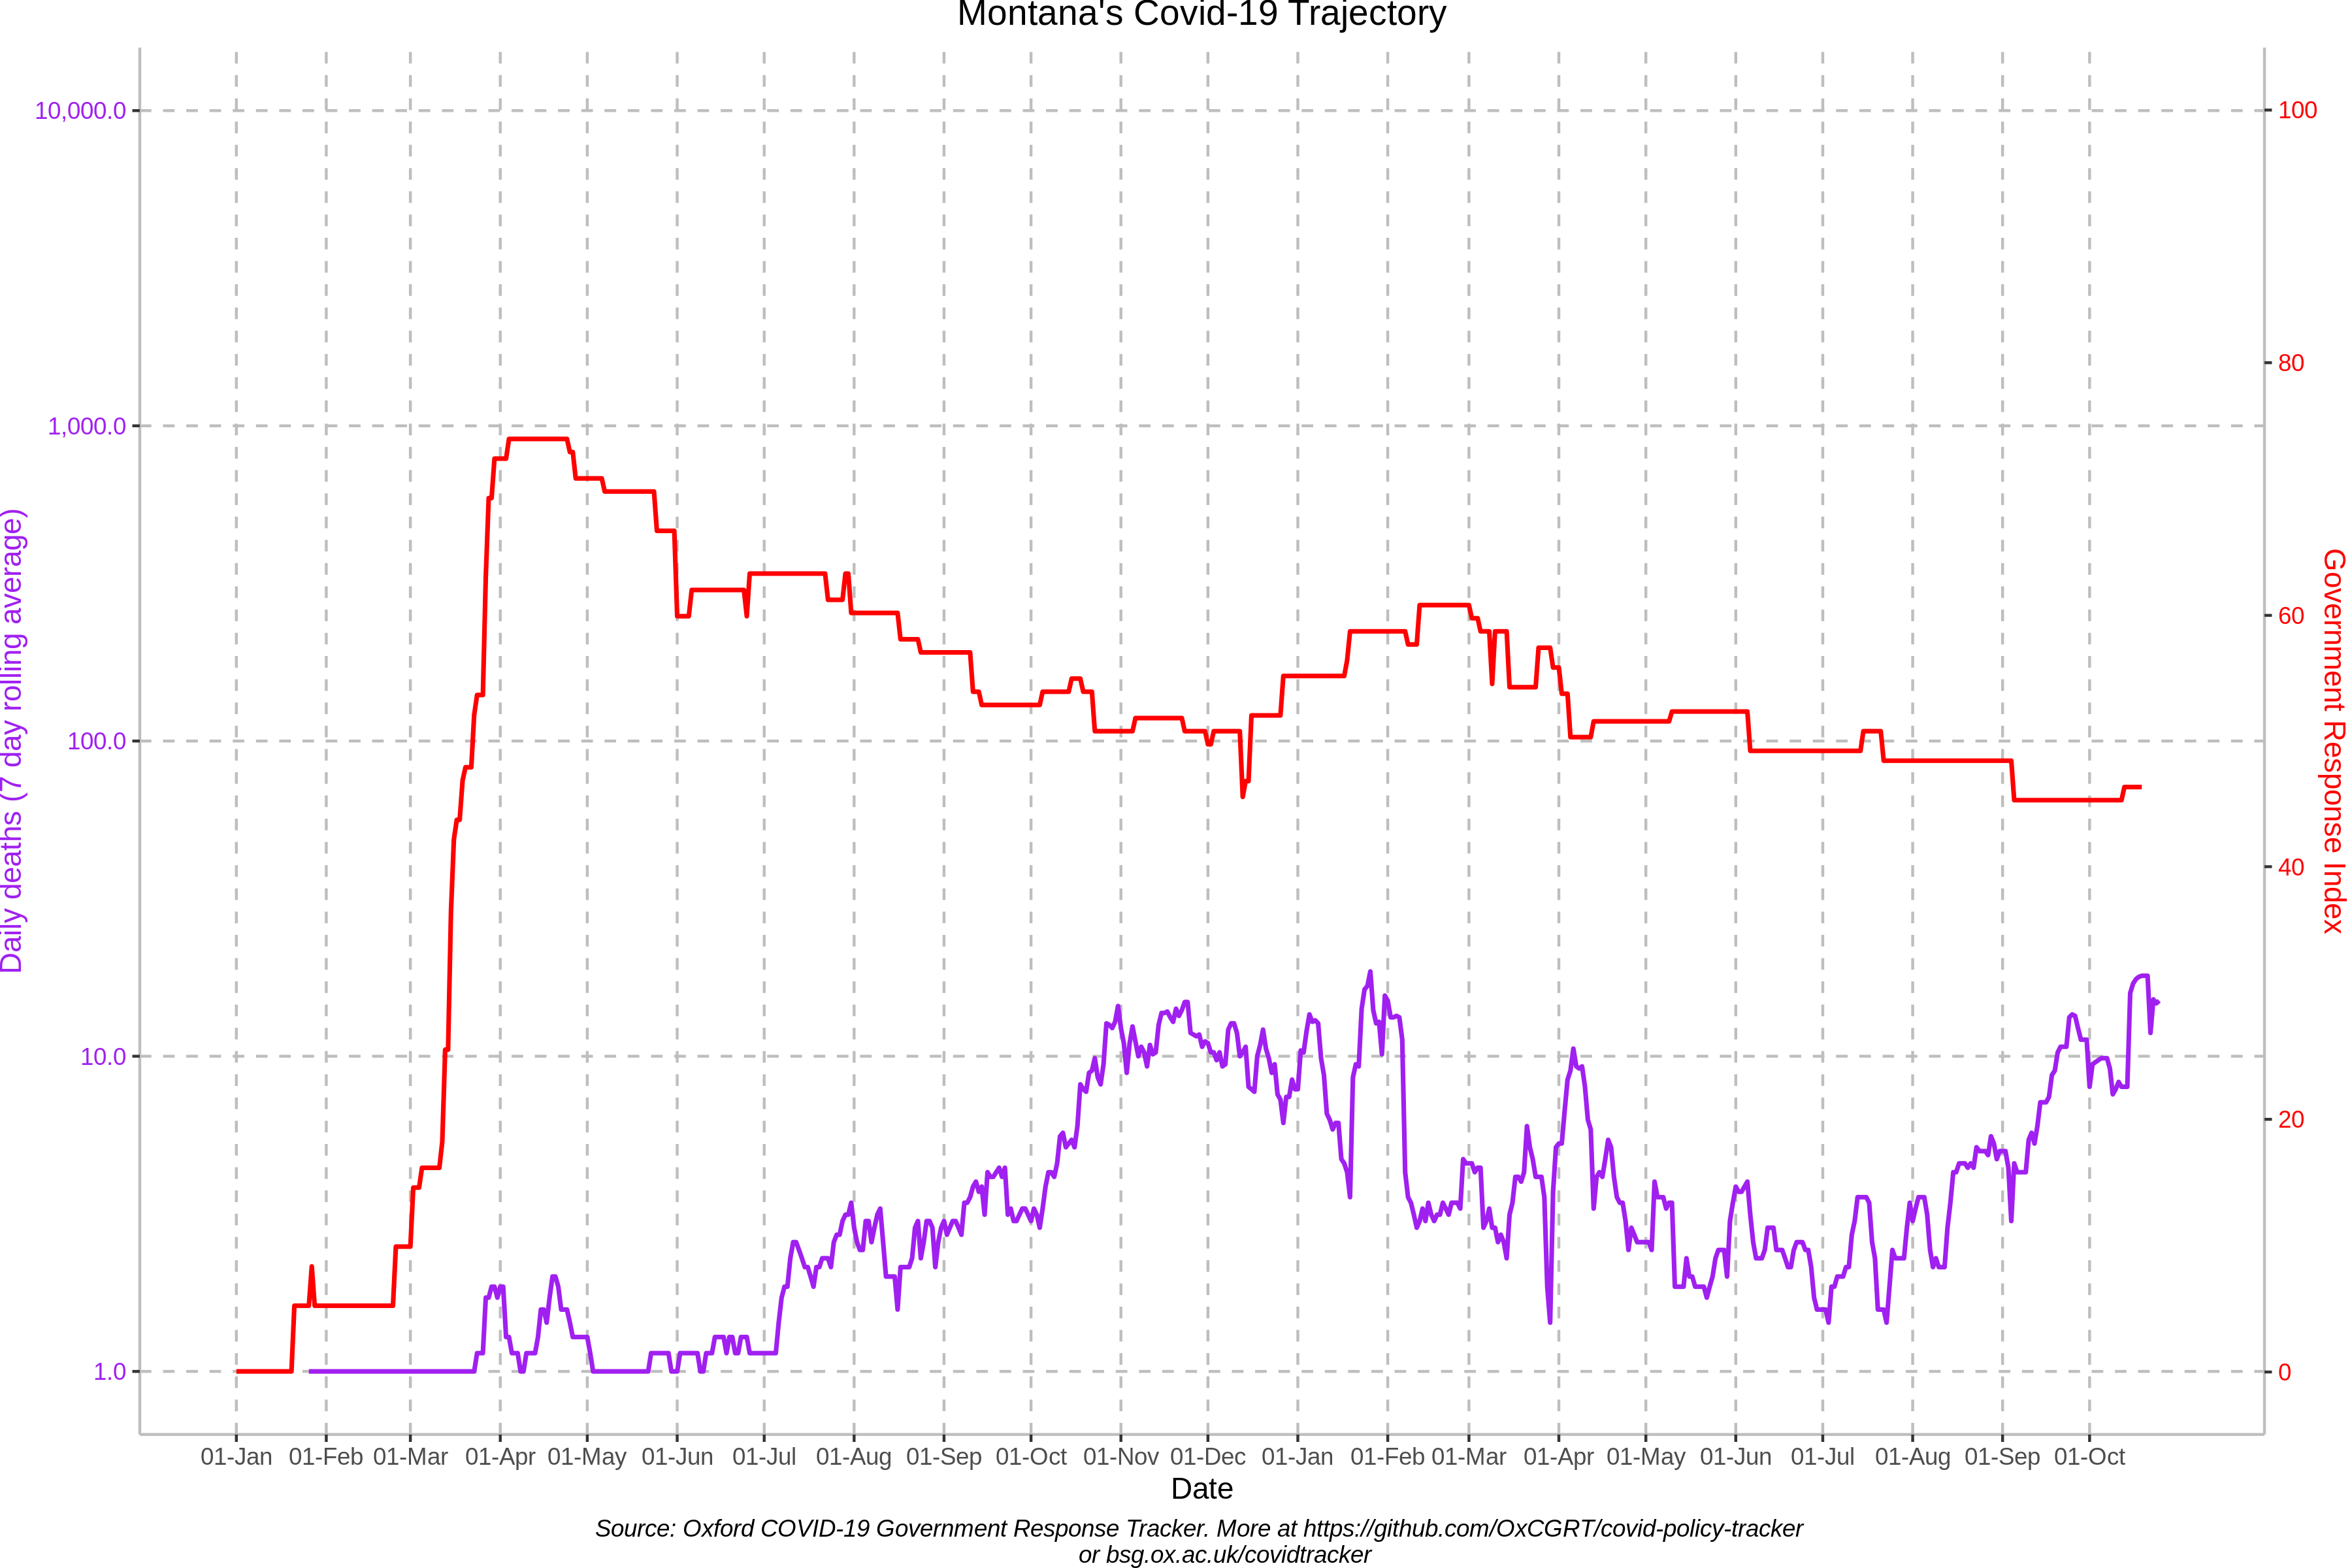 Montana's Covid-19 Trajectory
10,000.0
1,000.0
100.0
10.0
1.0
Daily deaths (7 day rolling average)
100
80
60
40
20
0
Government Response Index
01-Jan 01-Feb 01-Mar 01-Apr 01-May 01-Jun 01-Jul 01-Aug 01-Sep 01-Oct 01-Nov 01-Dec 01-Jan 01-Feb 01-Mar 01-Apr 01-May 01-Jun 01-Jul 01-Aug 01-Sep 01-Oct
Date
Source: Oxford COVID-19 Government Response Tracker. More at https://github.com/OxCGRT/covid-policy-tracker
or bsg.ox.ac.uk/covidtracker